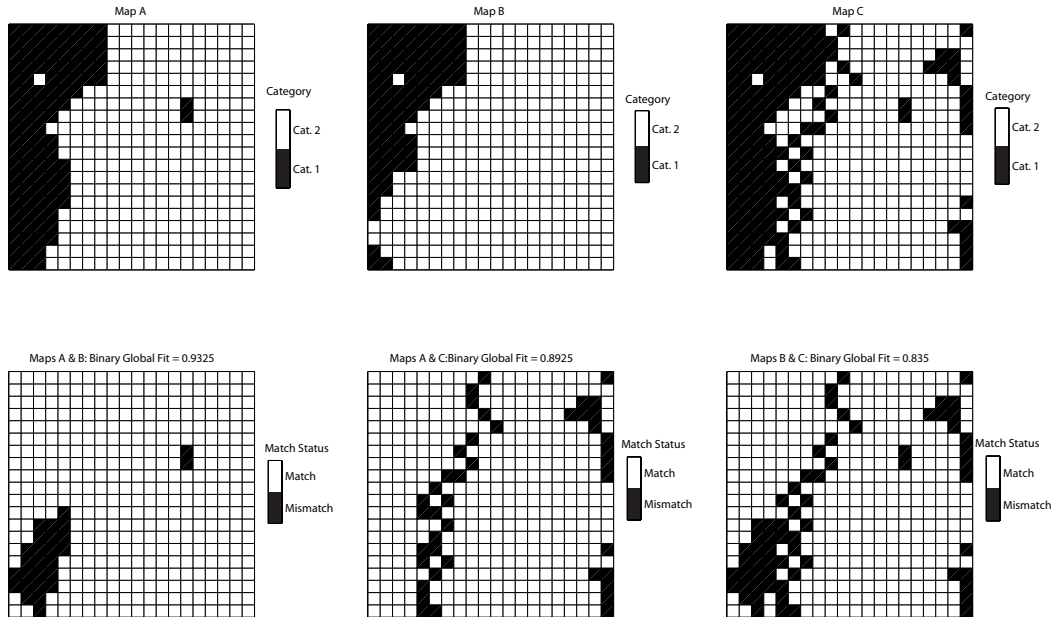 Map A
Map B
Map C
Category
Cat. 2
Cat. 1
Category
Cat. 2
Cat. 1
Category
Cat. 2
Cat. 1
Maps A & B: Binary Global Fit = 0.9325
Maps A & C:Binary Global Fit = 0.8925
Maps B & C: Binary Global Fit = 0.835
Match Status
Match
Mismatch
Match Status
Match
Mismatch
Match Status
Match
Mismatch